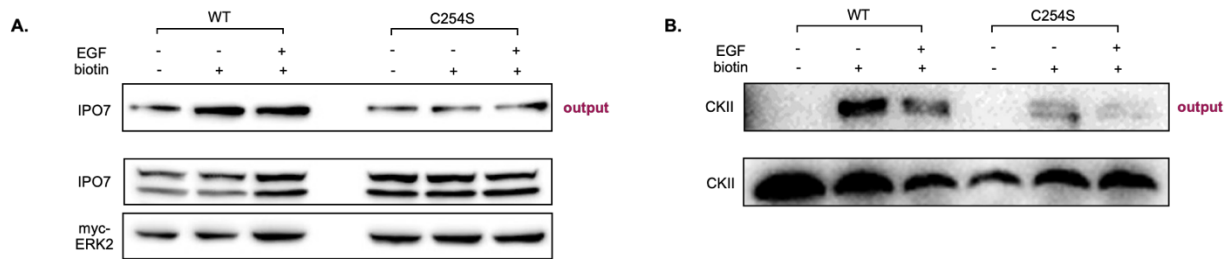 A.
WT
C254S
EGF - - + - - +
biotin - + + - + +
IPO7
output
IPO7
myc-
ERK2
B.
WT
C254S
EGF - - + - - +
biotin - + + - + +
CKII
output
CKII